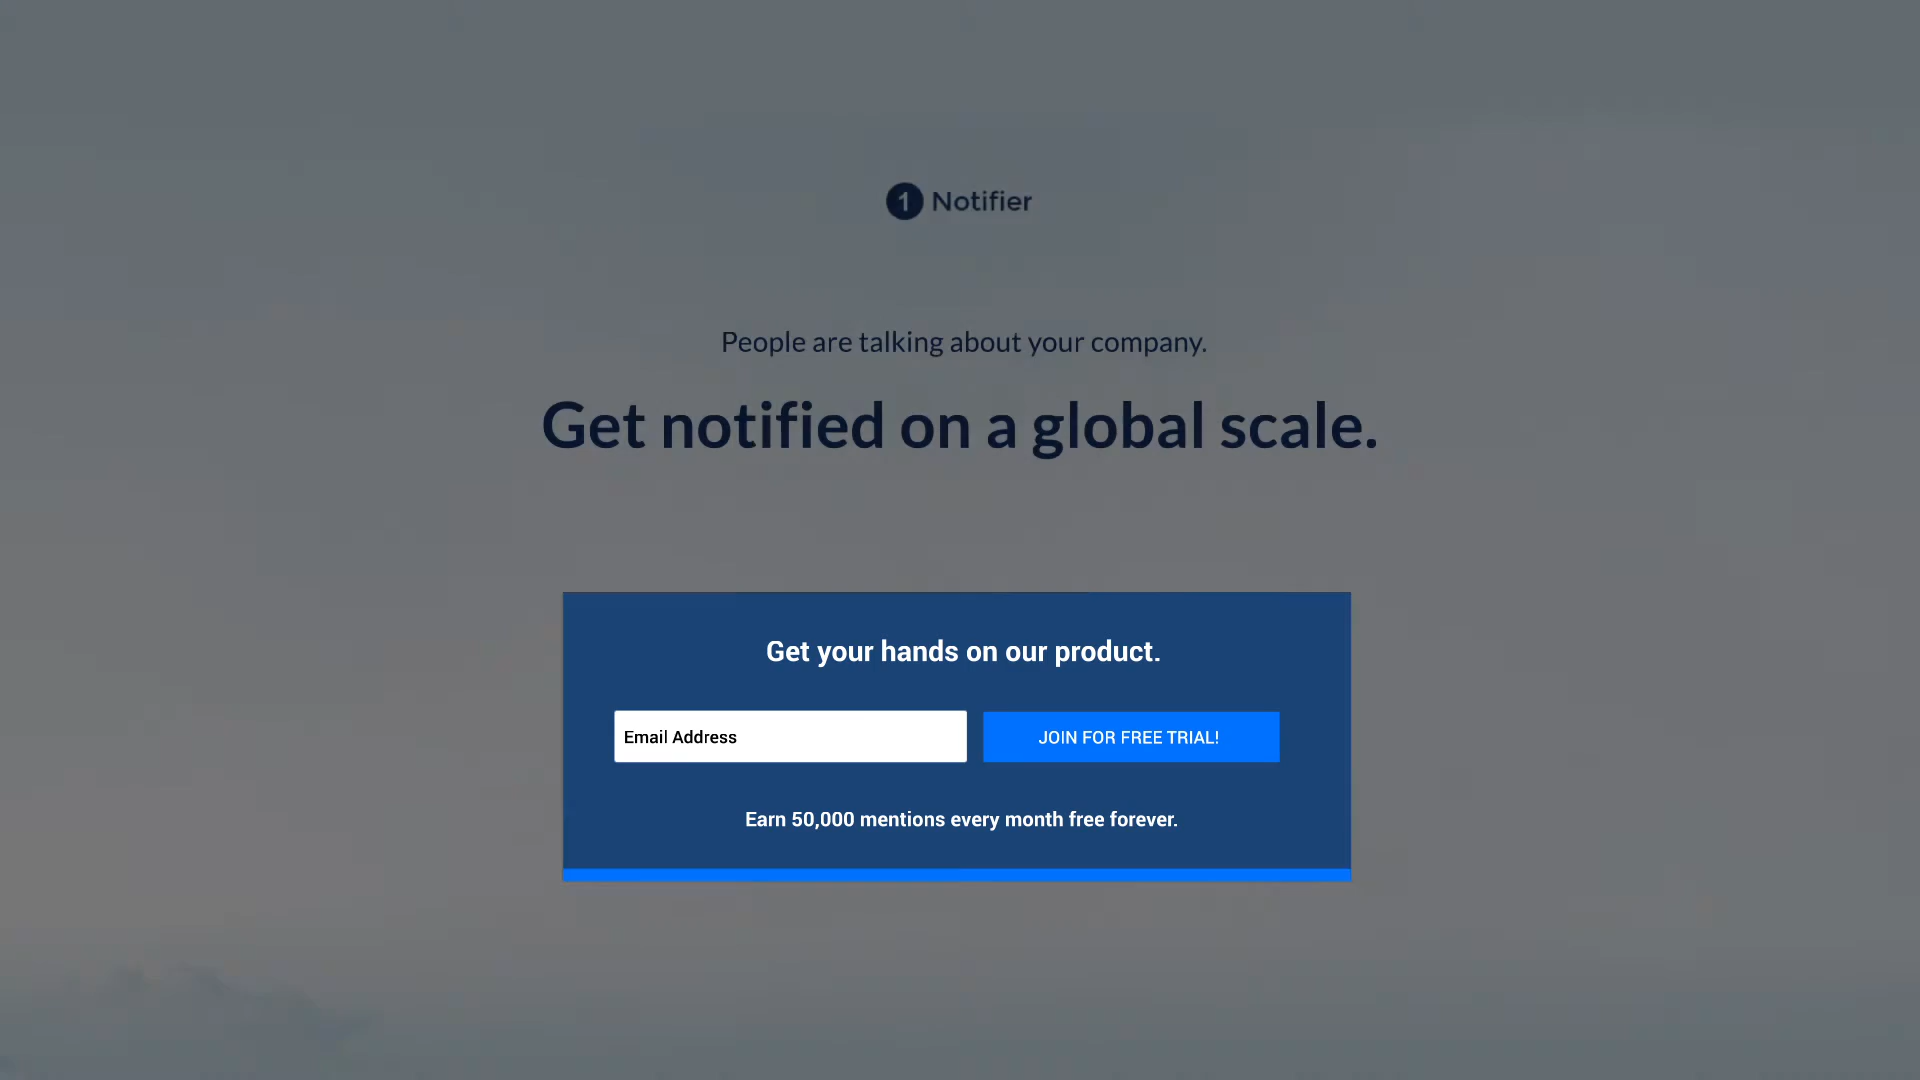 1 Notifier
People are talking about your company.
Get notified on a global scale.
Get your hands on our product.
Email Address
JOIN FOR FREE TRIAL!
Earn 50,000 mentions every month free forever.